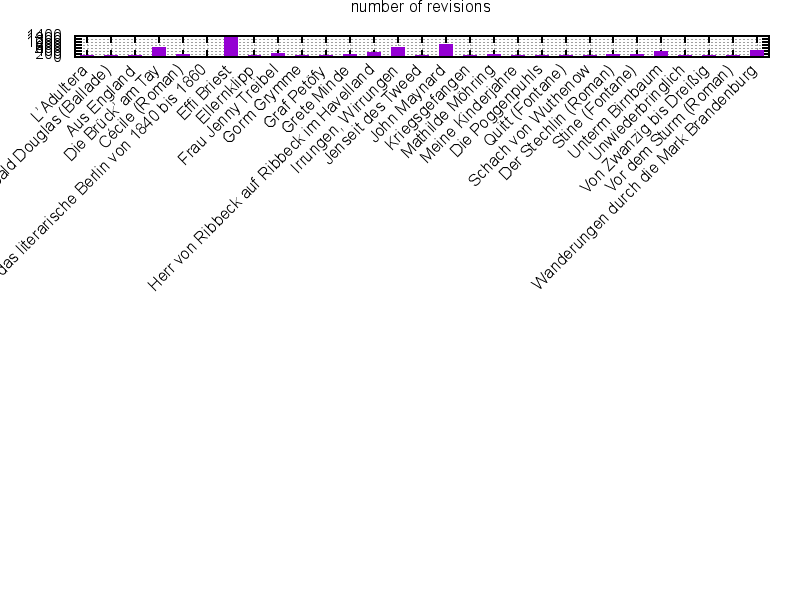 number of revisions
1400
200
L'Adultera
ald Douglas (Ballade)
Aus England
Die Brück' am Tay
Cécile (Roman)
das literarische Berlin von 1840 bis 1860
Effi Briest
Ellernklipp
Frau Jenny Treibel
Gorm Grymme
Graf Petöfy
Grete Minde
Herr von Ribbeck auf Ribbeck im Havelland
Irrungen, Wirrungen
Jenseit des Tweed
John Maynard
Kriegsgefangen
Mathilde Möhring
Meine Kinderjahre
Die Poggenpuhls
Quitt (Fontane)
Schach von Wuthenow
Der Stechlin (Roman)
Stine (Fontane)
Unterm Birnbaum
Unwiederbringlich
Von Zwanzig bis Dreißig
Vor dem Sturm (Roman)
Wanderungen durch die Mark Brandenburg